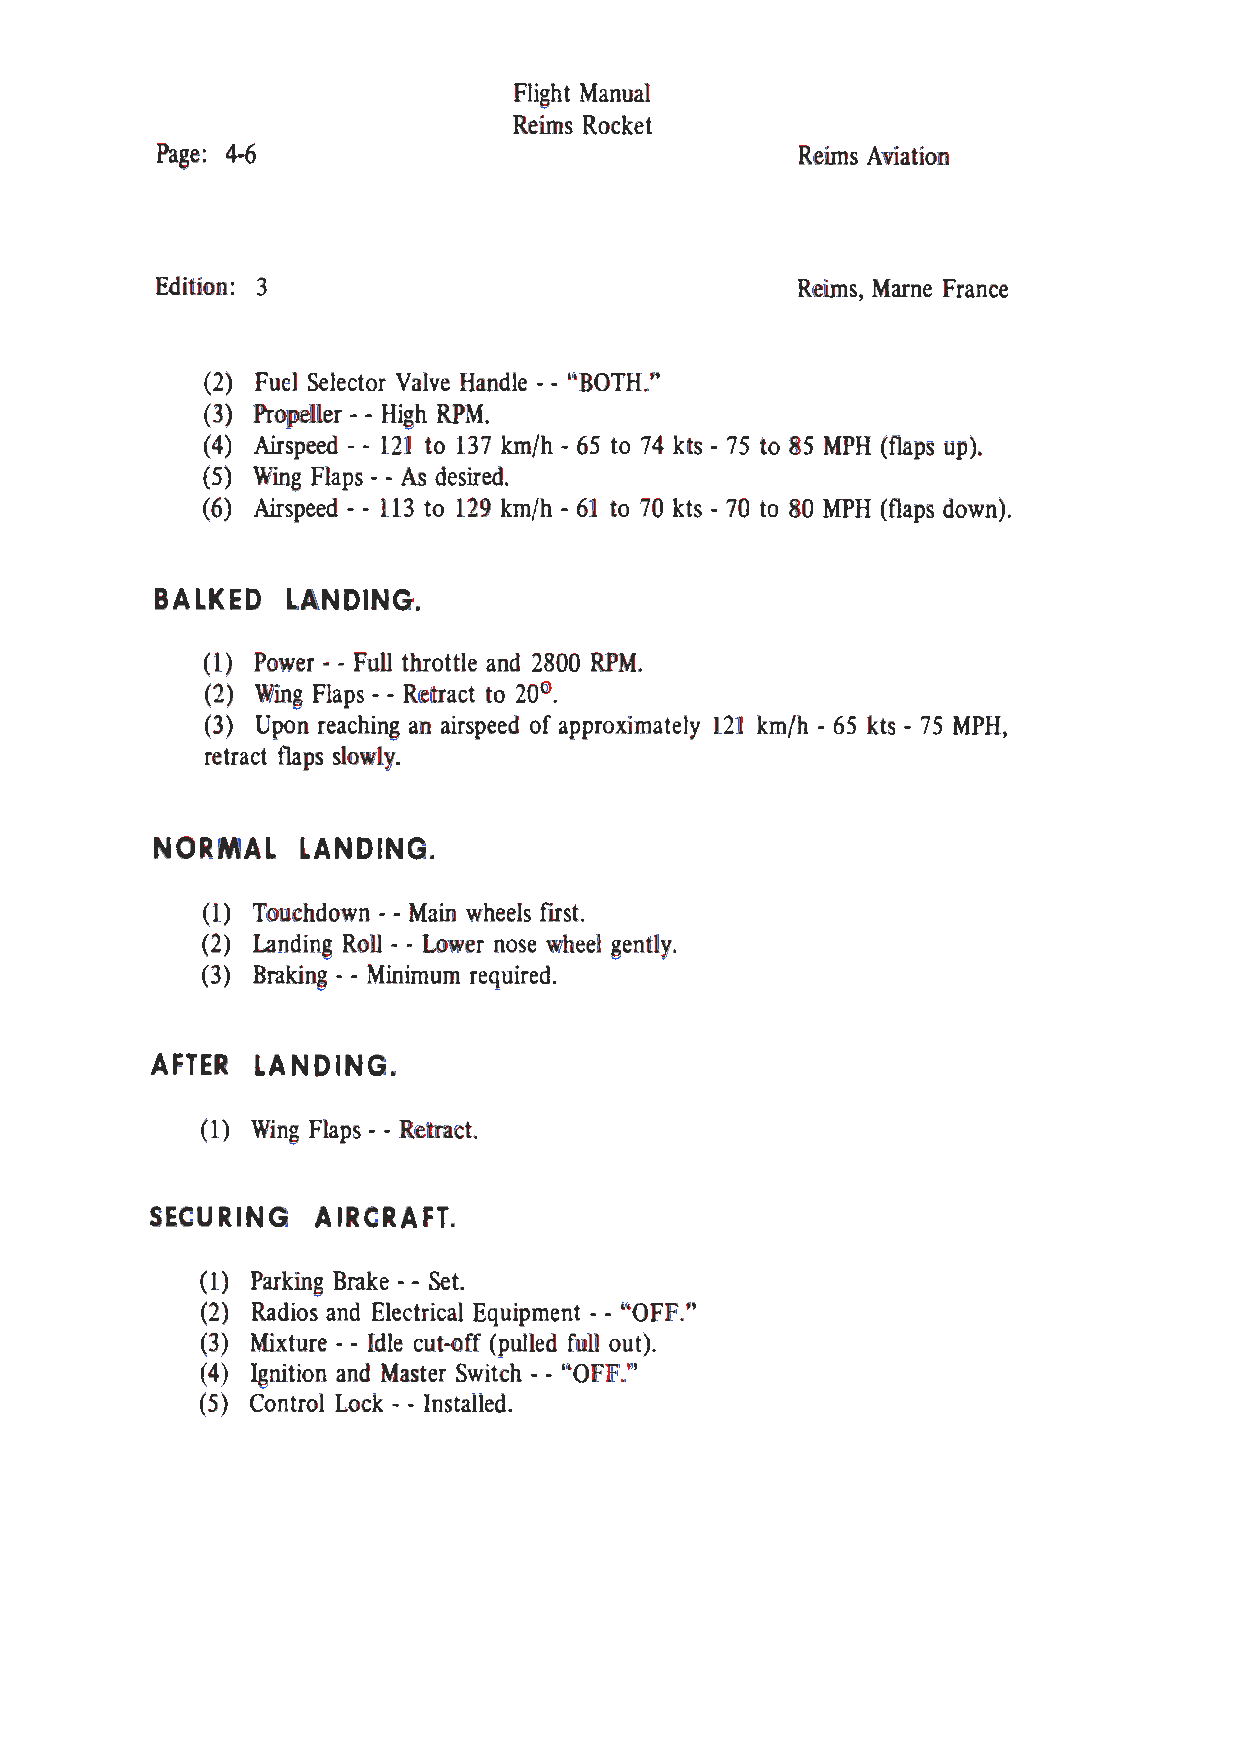 Flight Manual
Reims Rocket
Page: 4-6 Reims Aviation
Edition: 3 Reims, Marne France
(2) Fuel Selector Valve Handle - - “BOTH.”
(3) Propeller - - High RPM.
(4) Airspeed - - 121 to 137 km/h - 65 to 74 kts - 75 to 85 MPH (flaps up).
(5) Wing Flaps - - As desired.
(6) Airspeed - - 113 to 129 km/h - 61 to 70 kts - 70 to 80 MPH (flaps down).
BALKED LANDING.
(1) Power - - Full throttle and 2800 RPM.
(2) Wing Flaps - - Retract to 20°.
(3) Upon reaching an airspeed of approximately 121 km/h - 65 kts - 75 MPH,
retract flaps slowly.
NORMAL LANDING.
(1) Touchdown - - Main wheels first.
(2) Landing Roll - - Lower nose wheel gently.
(3) Braking - - Minimum required.
AFTER LANDING.
(1) Wing Flaps - - Retract.
SECURING AIRCRAFT.
(1) Parking Brake - - Set.
(2) Radios and Electrical Equipment - - “OFF.”
(3) Mixture - - Idle cut-off (pulled full out).
(4) Ignition and Master Switch - - “OFF.”
(5) Control Lock - - Installed.